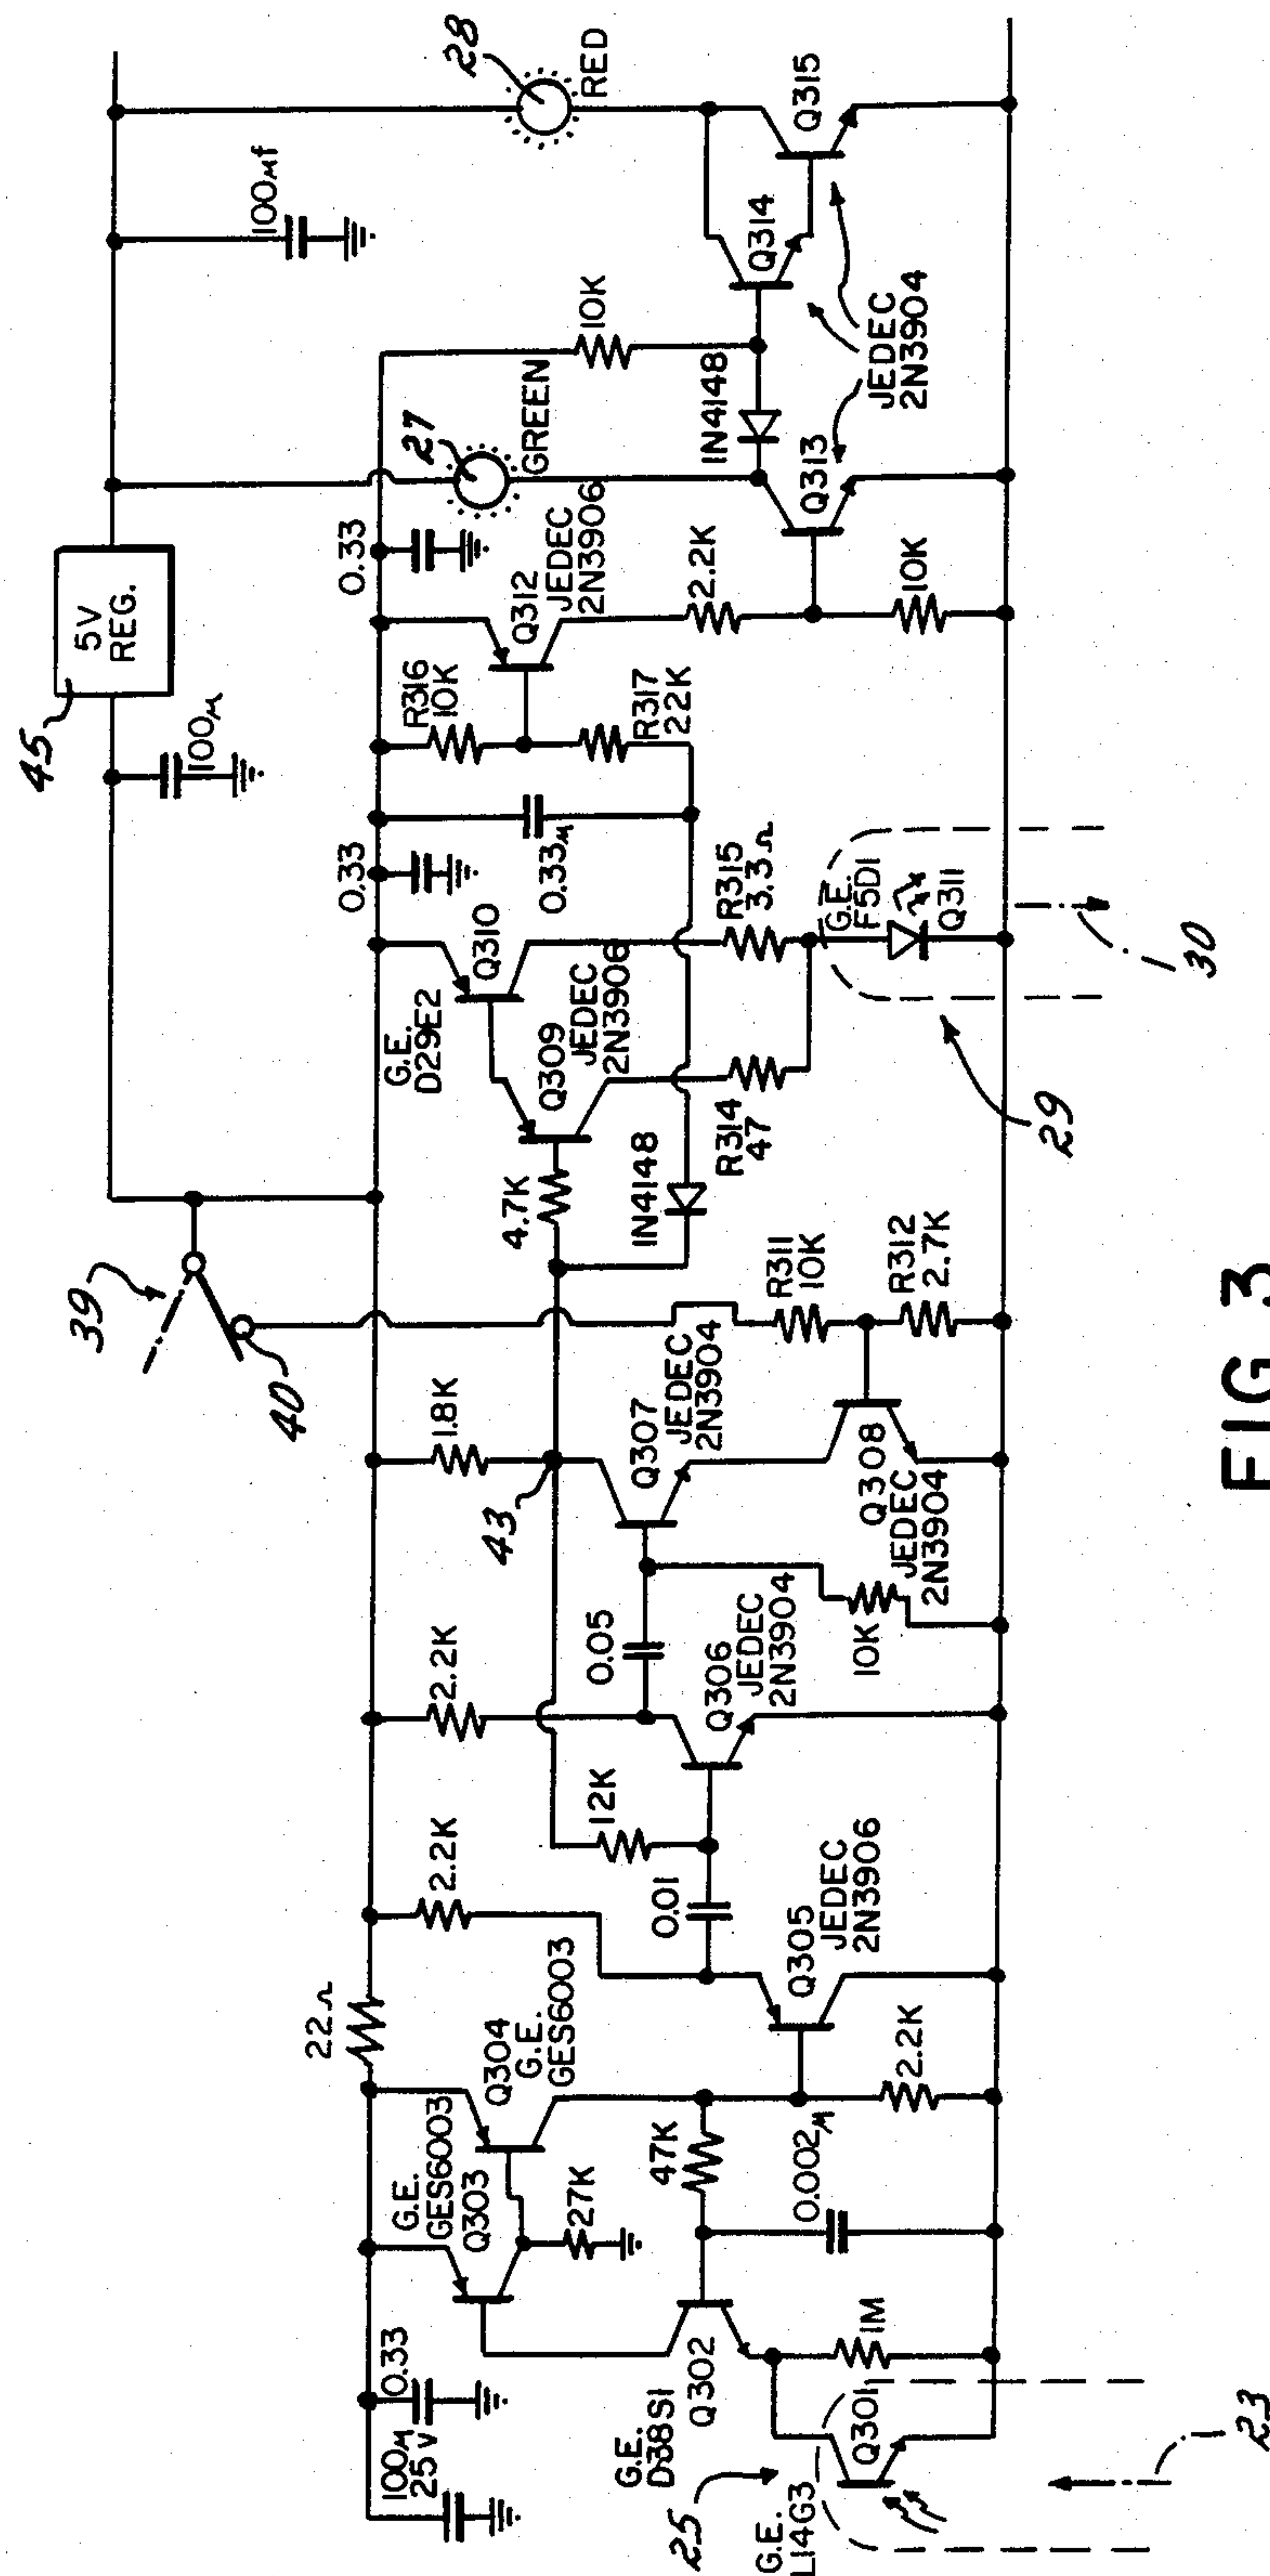 45
5V
REG.
39
40
100μ
100μf
28
RED
27
GREEN
0.33
0.33
0.33μ
R316
10K
R317
22K
Q312
JEDEC
2N3906
2.2K
10K
Q313
1N4148
10K
Q314
Q315
JEDEC
2N3904
G.E.
D29E2
Q310
Q309
JEDEC
2N3906
4.7K
1N4148
R314
47
R315
3.3Ω
G.E.
F5D1
Q311
29
30
1.8K
43
Q307
JEDEC
2N3904
R311
10K
R312
2.7K
Q308
JEDEC
2N3904
10K
0.05
2.2K
Q306
JEDEC
2N3904
12K
2.2K
0.01
Q305
JEDEC
2N3906
2.2K
22Ω
Q304
G.E.
GES6003
G.E.
GES6003
Q303
27K
47K
0.002μ
0.33
100μ
25V
G.E.
D38S1
Q302
1M
25
G.E.
L14G3
Q301
23
FIG 3